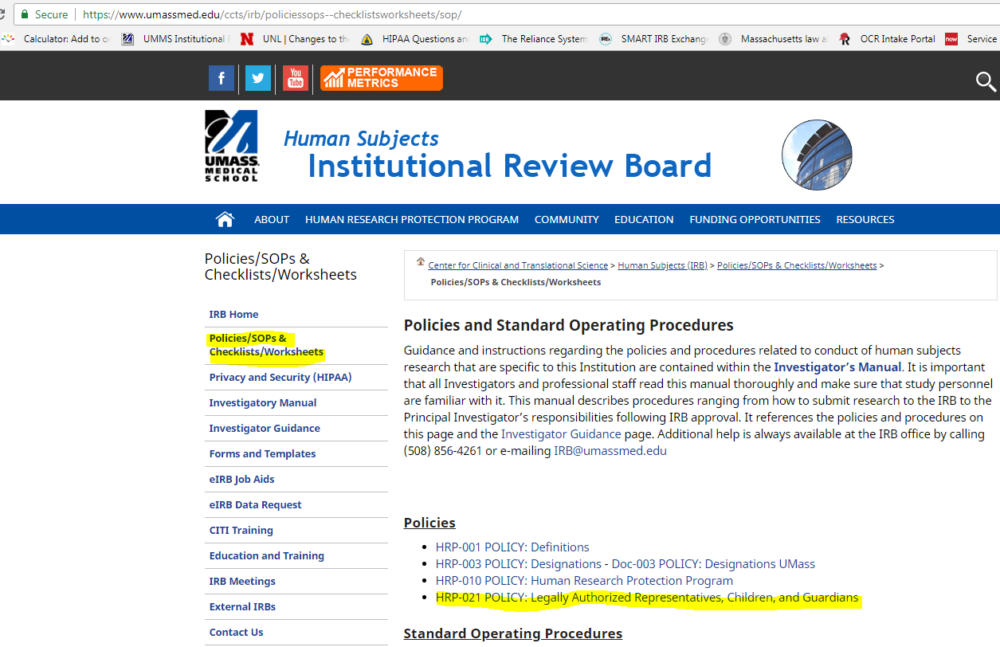 Secure | https://www.umassmed.edu/ccts/irb/policiessops--checklistsworksheets/sop/
Calculator: Add to or UMMS Institutional R UNL | Changes to the HIPAA Questions an The Reliance System SMART IRB Exchange Massachusetts law a OCR Intake Portal now Service
You Tube PERFORMANCE
METRICS
UMASS
MEDICAL
SCHOOL
Human Subjects
Institutional Review Board
ABOUT HUMAN RESEARCH PROTECTION PROGRAM COMMUNITY EDUCATION FUNDING OPPORTUNITIES RESOURCES
Policies/SOPs &
Checklists/Worksheets
IRB Home
Policies/SOPs &
Checklists/Worksheets
Privacy and Security (HIPAA)
Investigatory Manual
Investigator Guidance
Forms and Templates
eIRB Job Aids
eIRB Data Request
CITI Training
Education and Training
IRB Meetings
External IRBs
Contact Us
Center for Clinical and Translational Science > Human Subjects (IRB) > Policies/SOPs & Checklists/Worksheets >
Policies/SOPs & Checklists/Worksheets
Policies and Standard Operating Procedures
Guidance and instructions regarding the policies and procedures related to conduct of human subjects
research that are specific to this Institution are contained within the Investigator's Manual. It is important
that all Investigators and professional staff read this manual thoroughly and make sure that study personnel
are familiar with it. This manual describes procedures ranging from how to submit research to the IRB to the
Principal Investigator's responsibilities following IRB approval. It references the policies and procedures on
this page and the Investigator Guidance page. Additional help is always available at the IRB office by calling
(508) 856-4261 or e-mailing IRB@umassmed.edu
Policies
HRP-001 POLICY: Definitions
HRP-003 POLICY: Designations - Doc-003 POLICY: Designations UMass
HRP-010 POLICY: Human Research Protection Program
HRP-021 POLICY: Legally Authorized Representatives, Children, and Guardians
Standard Operating Procedures